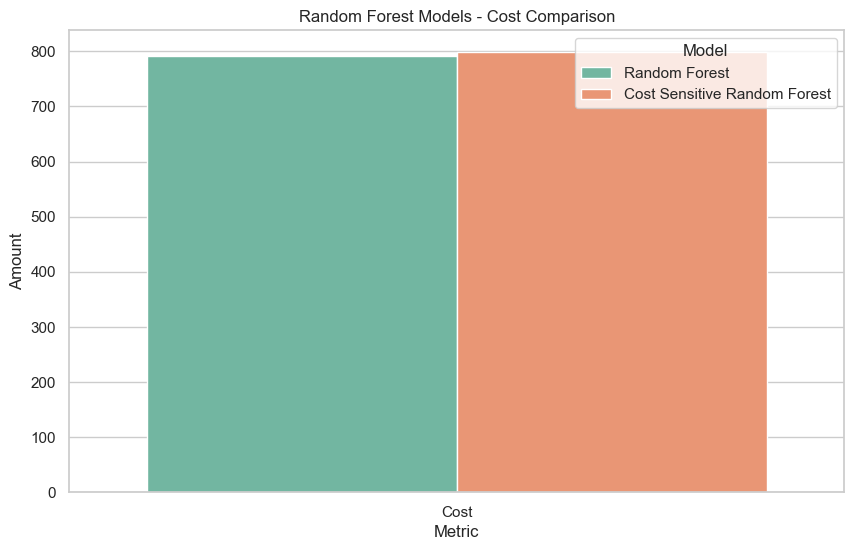 Random Forest Models - Cost Comparison
Model
Random Forest
Cost Sensitive Random Forest
Amount
800
700
600
500
400
300
200
100
0
Cost
Metric